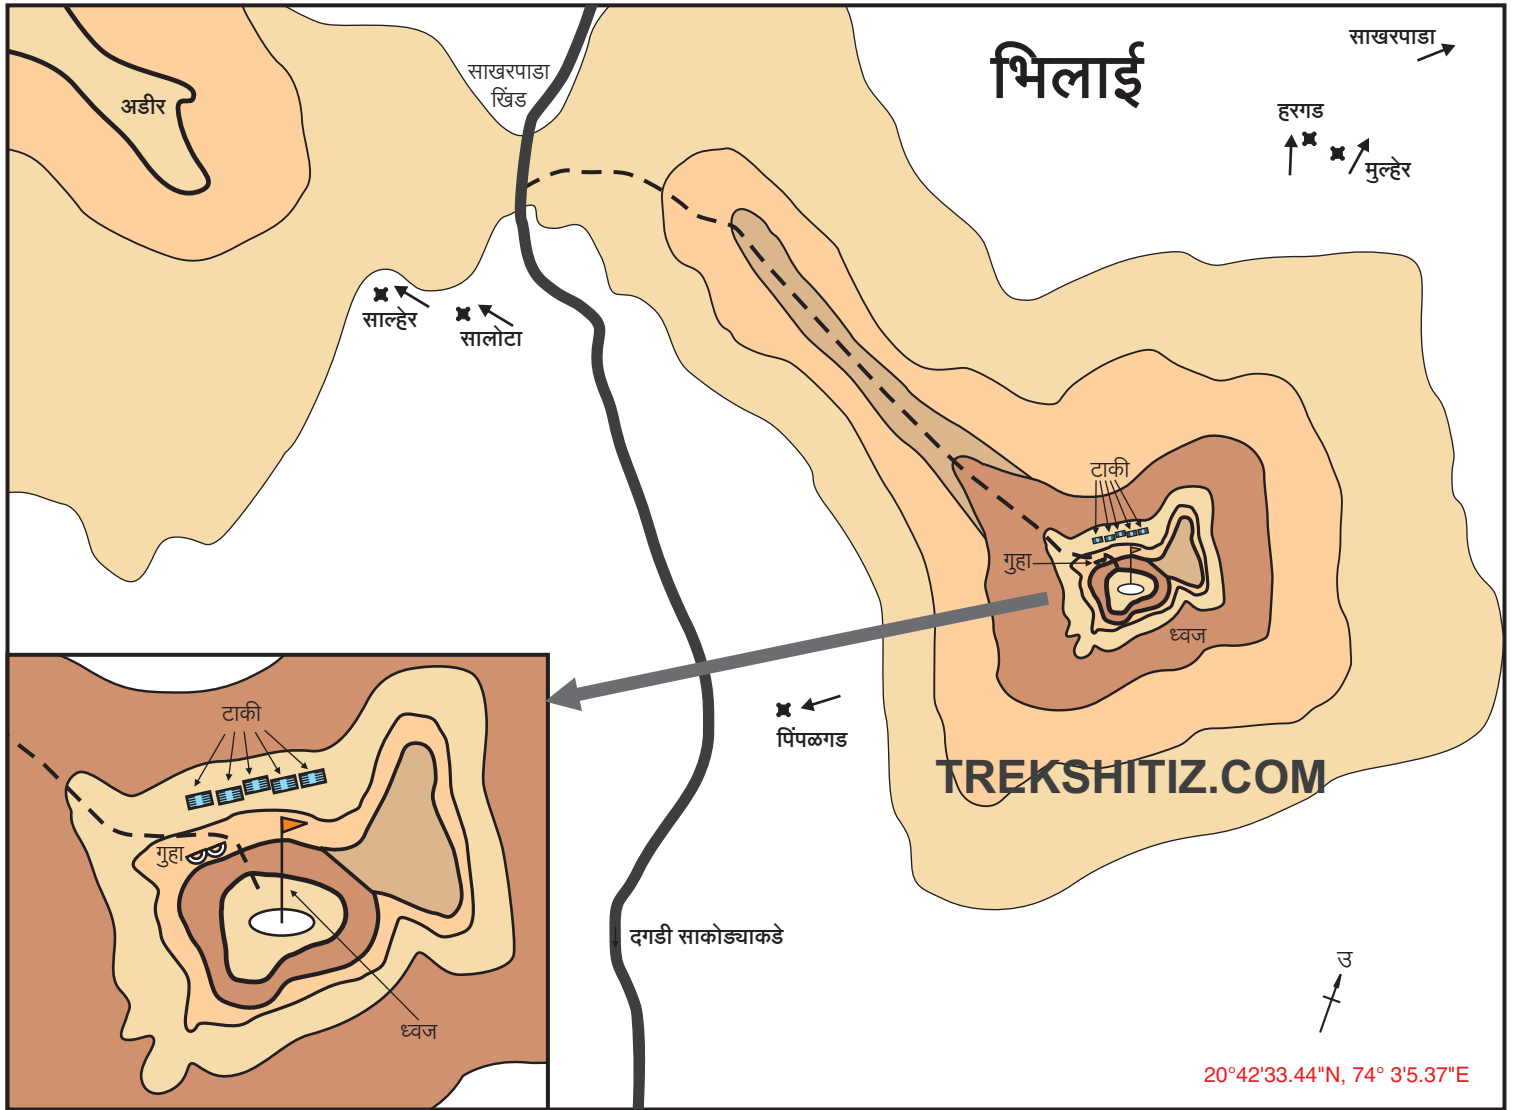 भिलाई
साखरपाडा
साखरपाडा
खिंड
अडीर
हरगड
मुल्हेर
साल्हेर
सालोटा
टाकी
गुहा
ध्वज
टाकी
गुहा
ध्वज
पिंपळगड
TREKSHITIZ.COM
दगडी साकोड्याकडे
उ
20°42'33.44"N, 74° 3'5.37"E